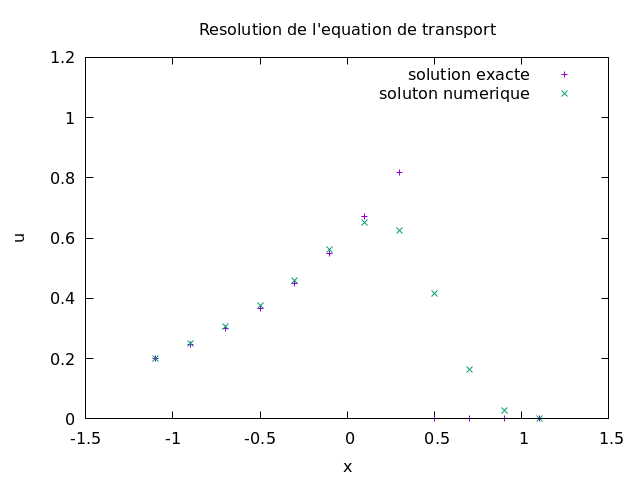 Resolution de l'equation de transport
solution exacte
soluton numerique
1.2
1
0.8
0.6
0.4
0.2
0
u
-1.5 -1 -0.5 0 0.5 1 1.5
x